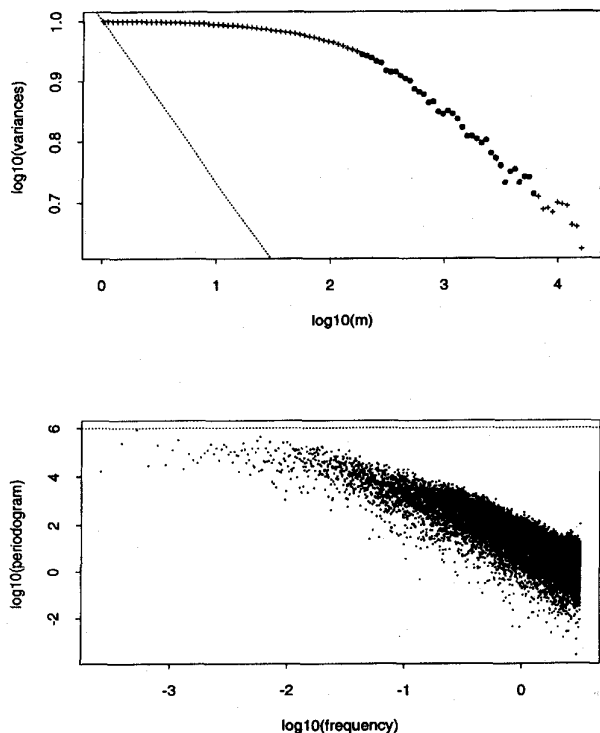 1.0
0.9
0.8
0.7
log10(variances)
0 1 2 3 4
log10(m)
6
4
2
0
-2
log10(periodogram)
-3 -2 -1 0
log10(frequency)